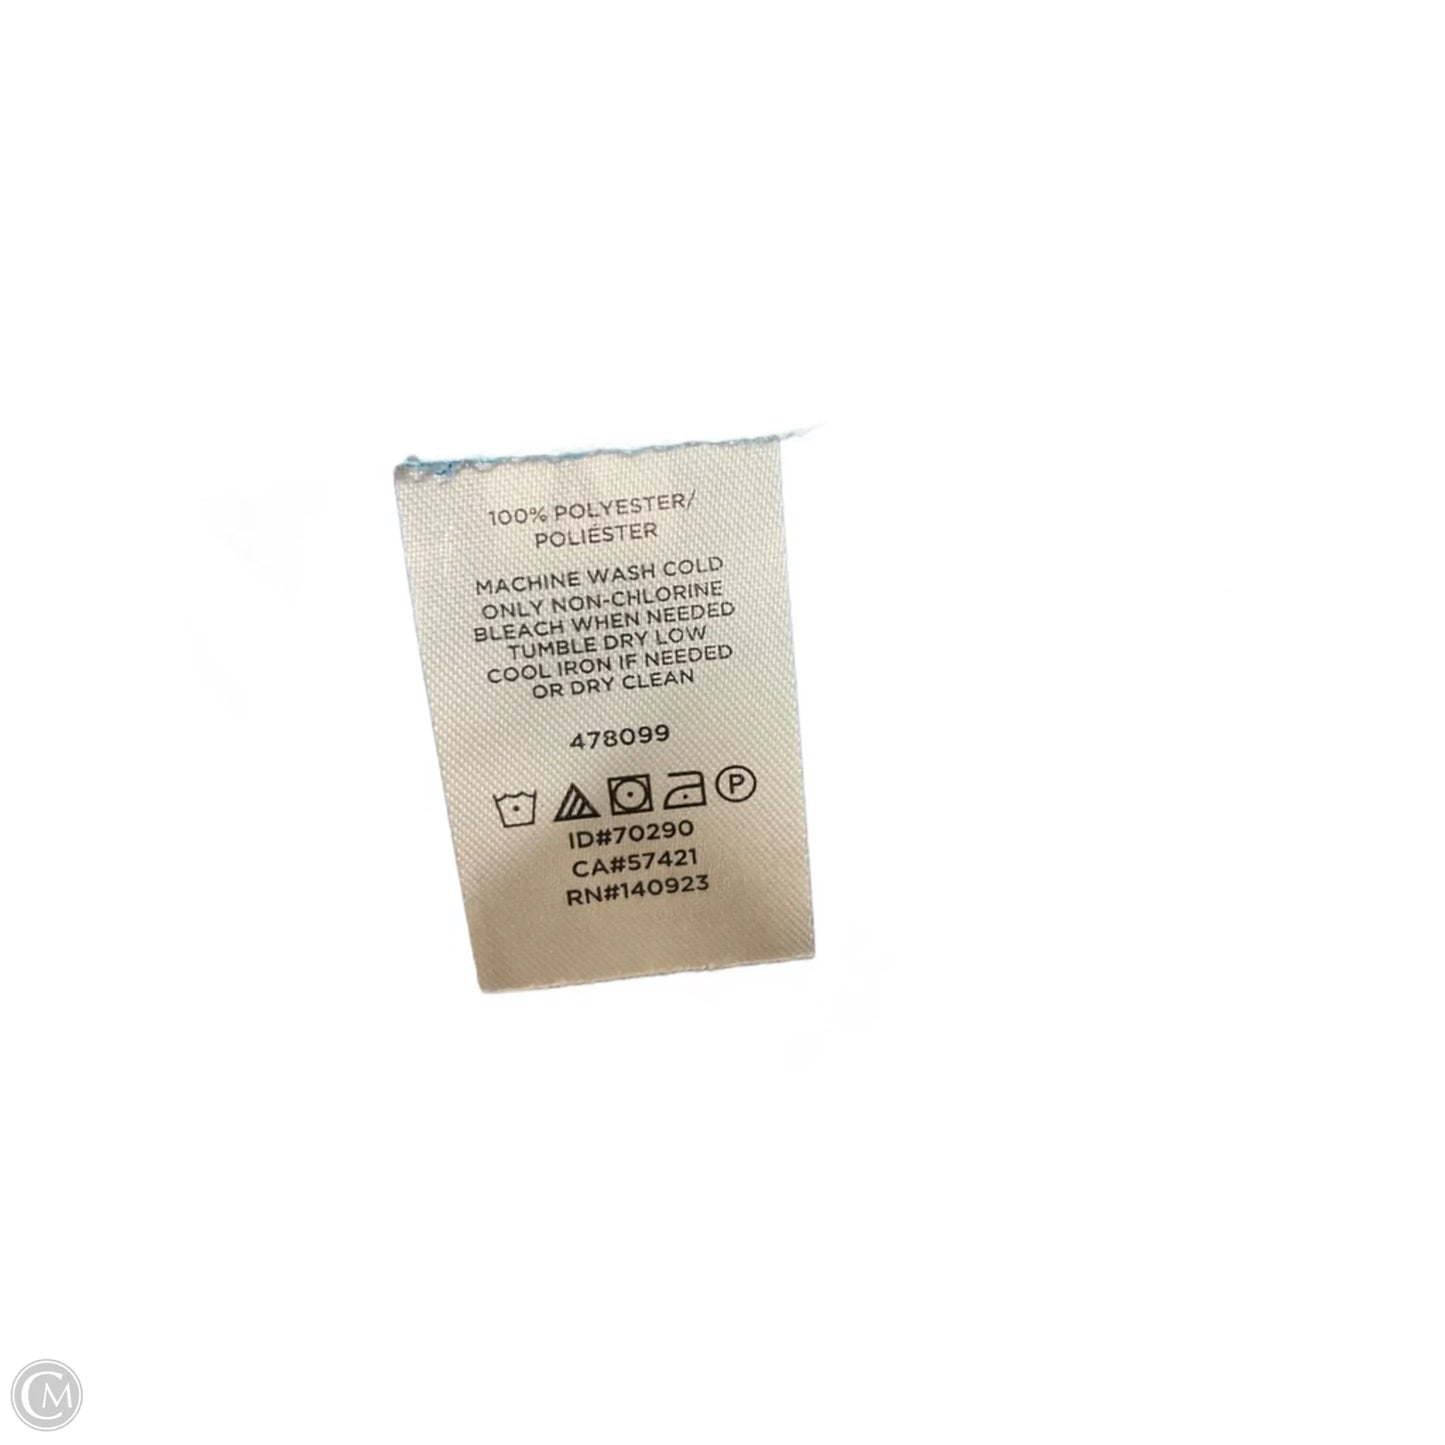 100% POLYESTER/
POLIÉSTER
MACHINE WASH COLD
ONLY NON-CHLORINE
BLEACH WHEN NEEDED
TUMBLE DRY LOW
COOL IRON IF NEEDED
OR DRY CLEAN
478099
P
ID#70290
CA#57421
RN#140923
CM